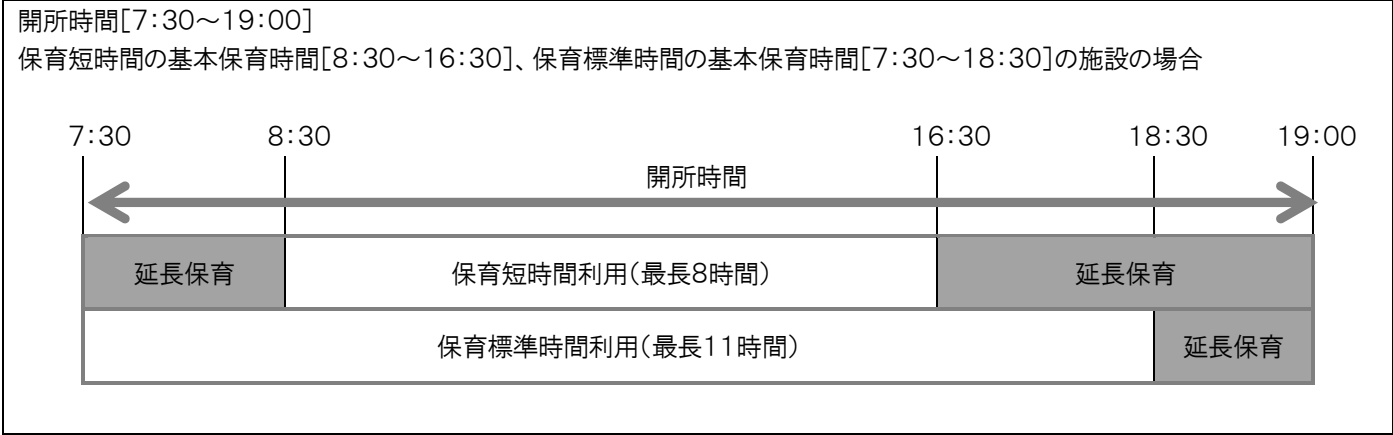 開所時間[7：30～19：00]
保育短時間の基本保育時間[8：30～16：30]、保育標準時間の基本保育時間[7：30～18：30]の施設の場合
7：30 8：30 16：30 18：30 19：00
開所時間
延長保育 保育短時間利用（最長8時間） 延長保育
保育標準時間利用（最長11時間） 延長保育